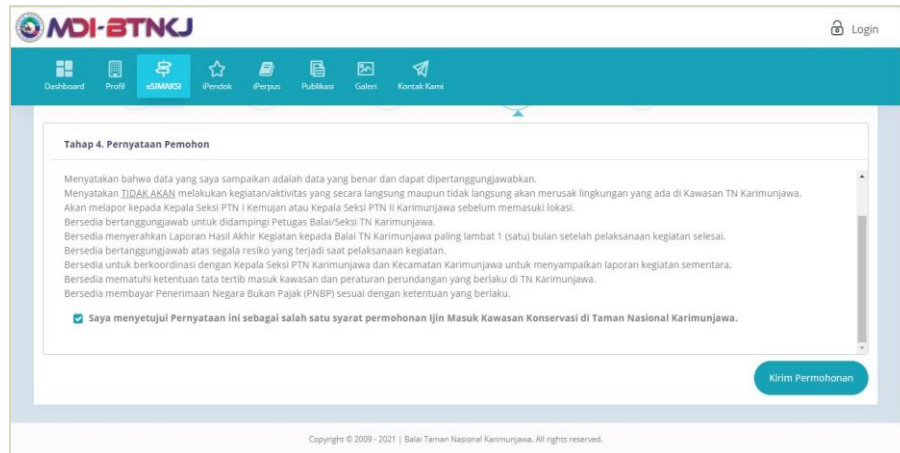 MDI-BTNKJ
Login
Dashboard
Profil
eSIMAKSI
iPendok
iPerpus
Publikasi
Galeri
Kontak Kami
Tahap 4. Pernyataan Pemohon
Menyatakan bahwa data yang saya sampaikan adalah data yang benar dan dapat dipertanggungjawabkan.
Menyatakan TIDAK AKAN melakukan kegiatan/aktivitas yang secara langsung maupun tidak langsung akan merusak lingkungan yang ada di Kawasan TN Karimunjawa.
Akan melapor kepada Kepala Seksi PTN I Kemujan atau Kepala Seksi PTN II Karimunjawa sebelum memasuki lokasi.
Bersedia bertanggungjawab untuk didampingi Petugas Balai/Seksi TN Karimunjawa.
Bersedia menyerahkan Laporan Hasil Akhir Kegiatan kepada Balai TN Karimunjawa paling lambat 1 (satu) bulan setelah pelaksanaan kegiatan selesai.
Bersedia bertanggungjawab atas segala resiko yang terjadi saat pelaksanaan kegiatan.
Bersedia untuk berkoordinasi dengan Kepala Seksi PTN Karimunjawa dan Kecamatan Karimunjawa untuk menyampaikan laporan kegiatan sementara.
Bersedia mematuhi ketentuan tata tertib masuk kawasan dan peraturan perundangan yang berlaku di TN Karimunjawa.
Bersedia membayar Penerimaan Negara Bukan Pajak (PNBP) sesuai dengan ketentuan yang berlaku.
Saya menyetujui Pernyataan ini sebagai salah satu syarat permohonan Ijin Masuk Kawasan Konservasi di Taman Nasional Karimunjawa.
Kirim Permohonan
Copyright © 2009 - 2021 | Balai Taman Nasional Karimunjawa. All rights reserved.